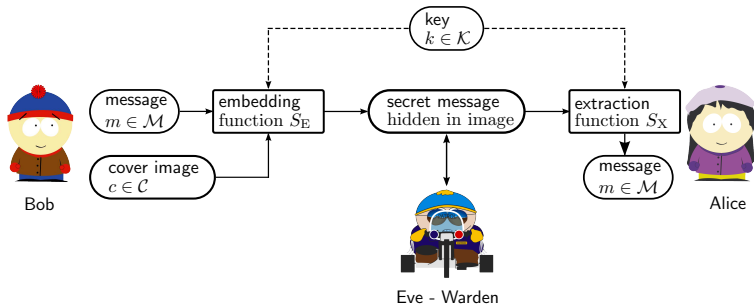 key
k ∈ 𝒦
message
m ∈ ℳ
embedding
function S_E
secret message
hidden in image
extraction
function S_X
cover image
c ∈ 𝒞
message
m ∈ ℳ
Bob
Alice
Eve - Warden